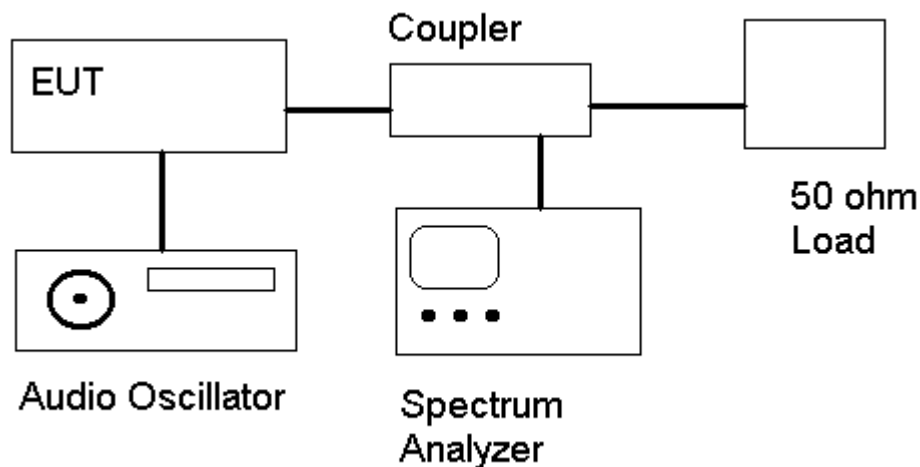 Coupler
EUT
50 ohm
Load
Audio Oscillator
Spectrum
Analyzer